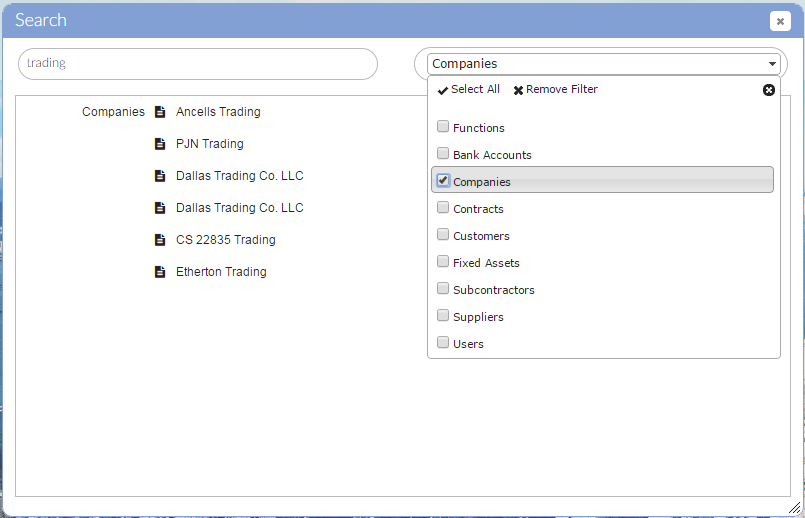 Search
trading
Companies
Select All Remove Filter
Companies Ancells Trading
PJN Trading
Dallas Trading Co. LLC
Dallas Trading Co. LLC
CS 22835 Trading
Etherton Trading
Functions
Bank Accounts
Companies
Contracts
Customers
Fixed Assets
Subcontractors
Suppliers
Users